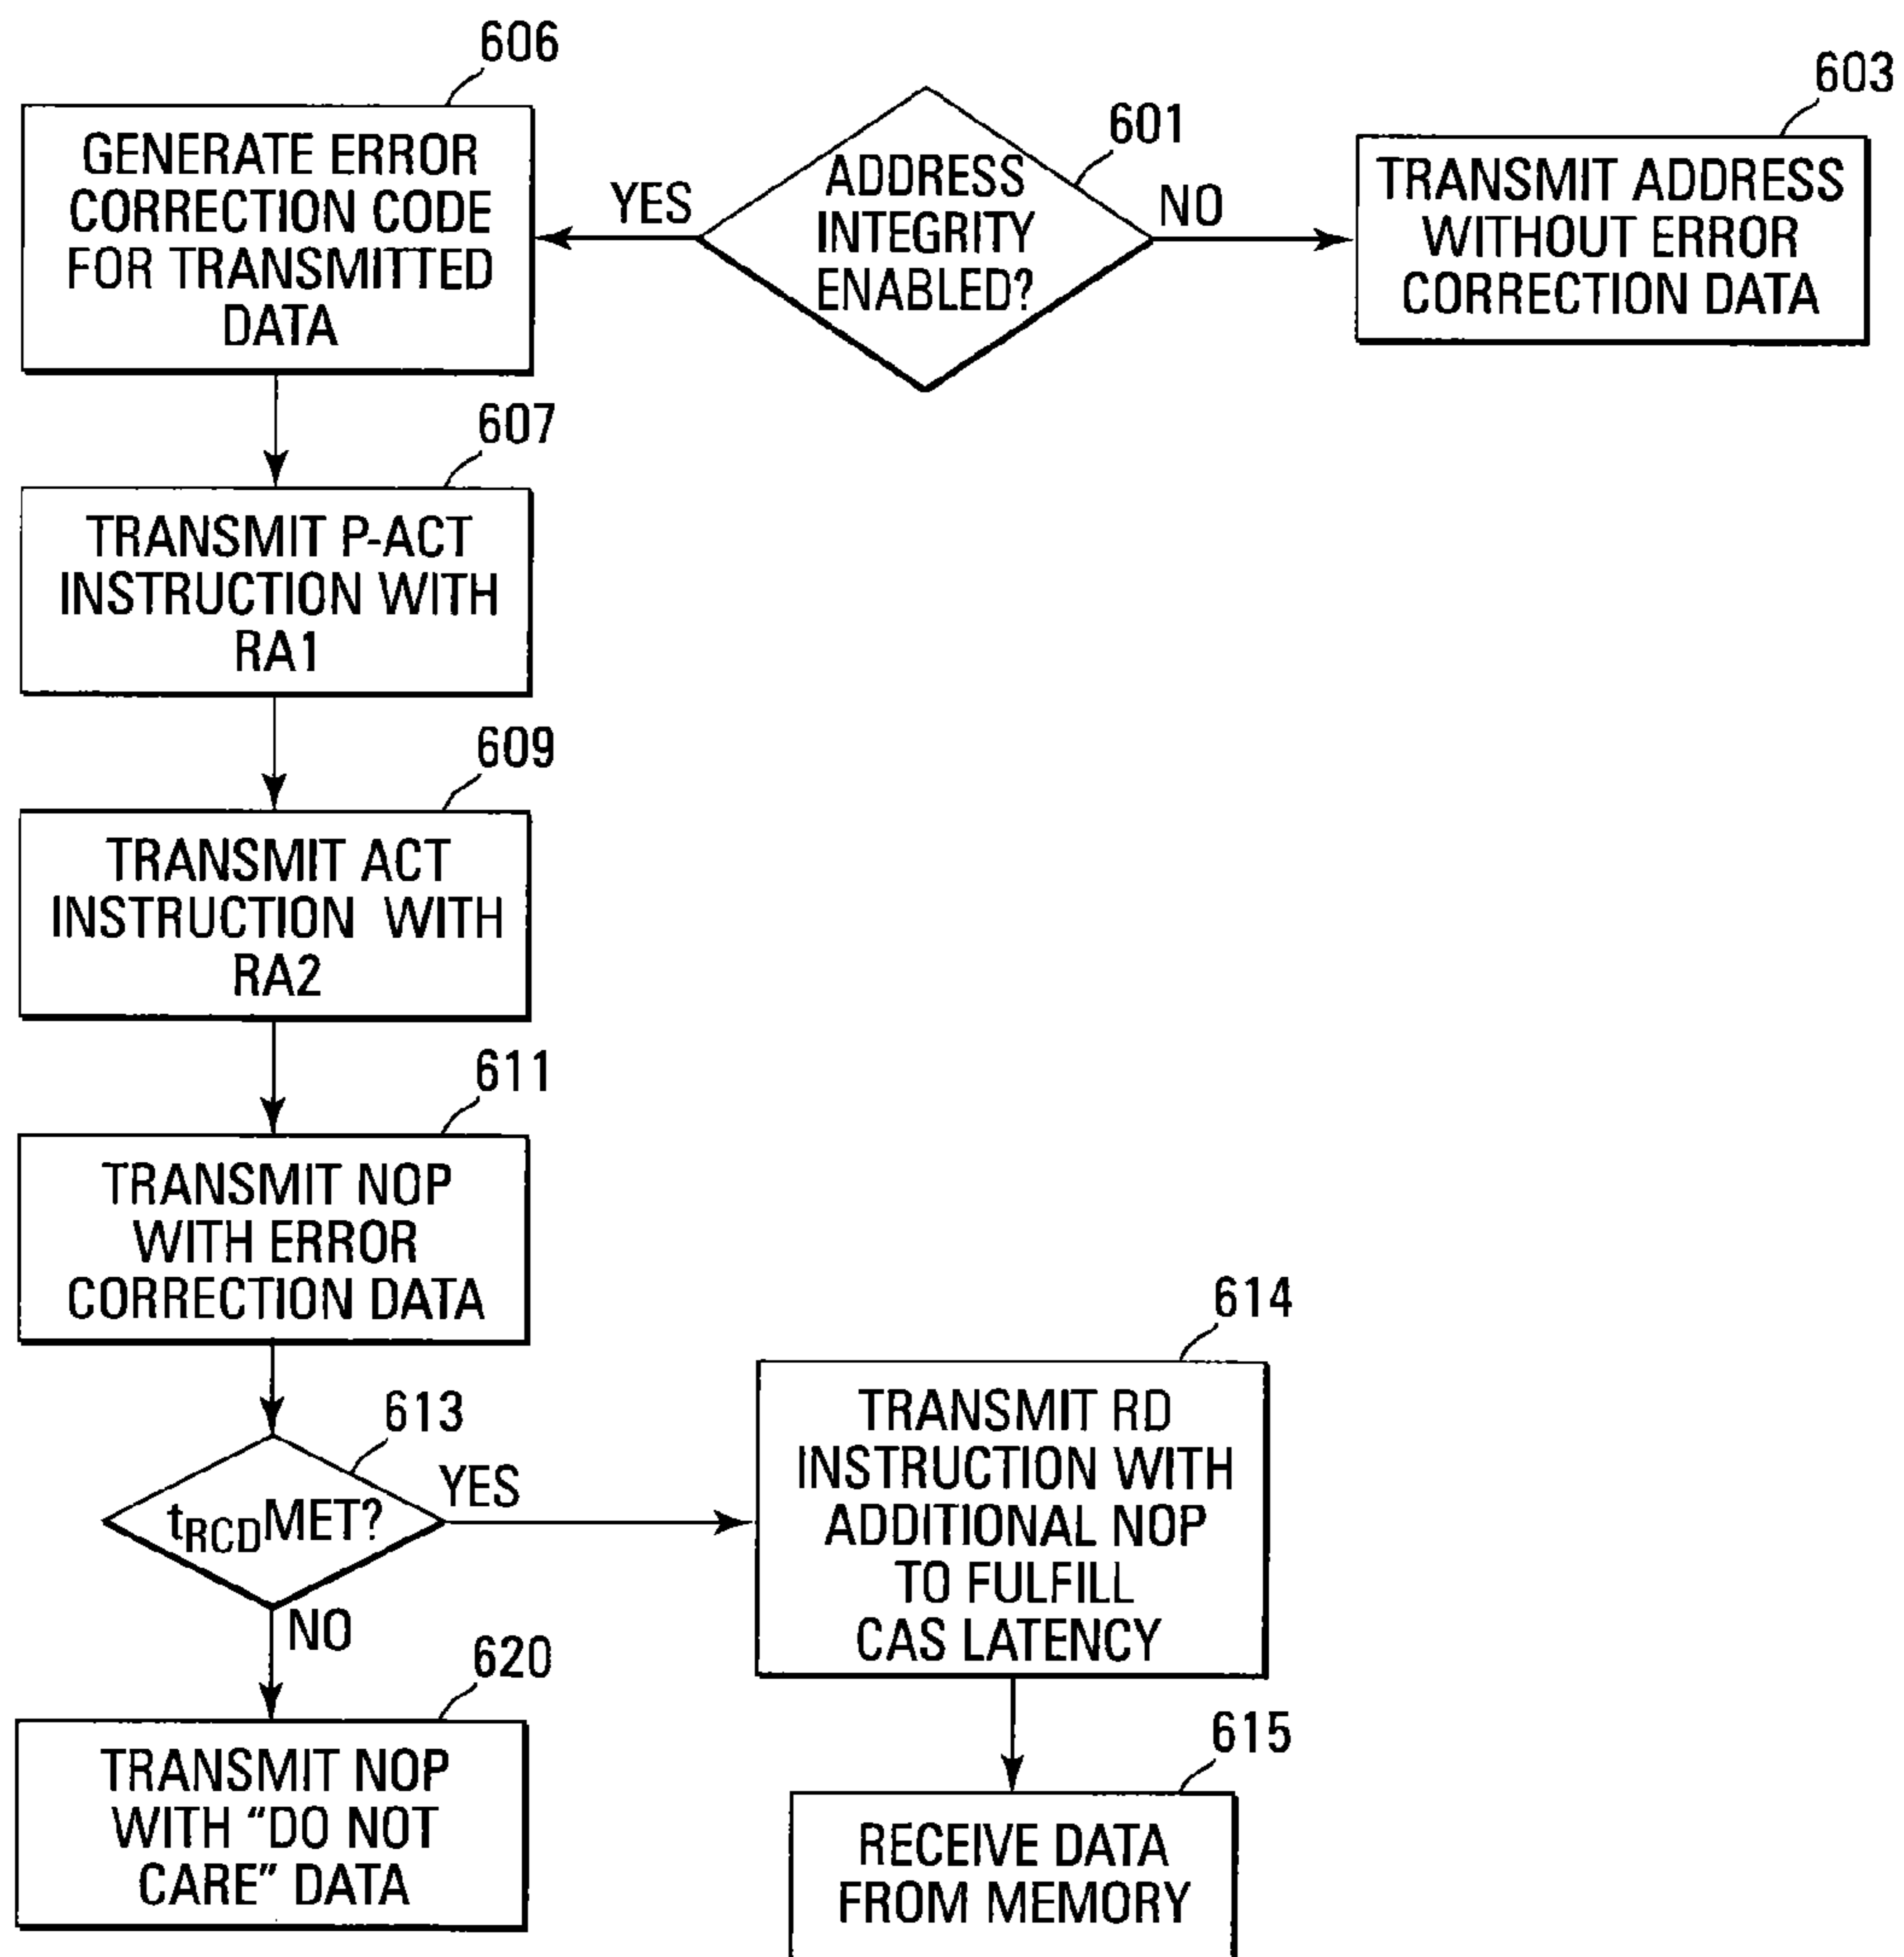 606
GENERATE ERROR
CORRECTION CODE
FOR TRANSMITTED
DATA
YES
601
ADDRESS
INTEGRITY
ENABLED?
NO
603
TRANSMIT ADDRESS
WITHOUT ERROR
CORRECTION DATA
607
TRANSMIT P-ACT
INSTRUCTION WITH
RA1
609
TRANSMIT ACT
INSTRUCTION WITH
RA2
611
TRANSMIT NOP
WITH ERROR
CORRECTION DATA
613
tRCD MET?
YES
NO
614
TRANSMIT RD
INSTRUCTION WITH
ADDITIONAL NOP
TO FULFILL
CAS LATENCY
620
TRANSMIT NOP
WITH “DO NOT
CARE” DATA
615
RECEIVE DATA
FROM MEMORY